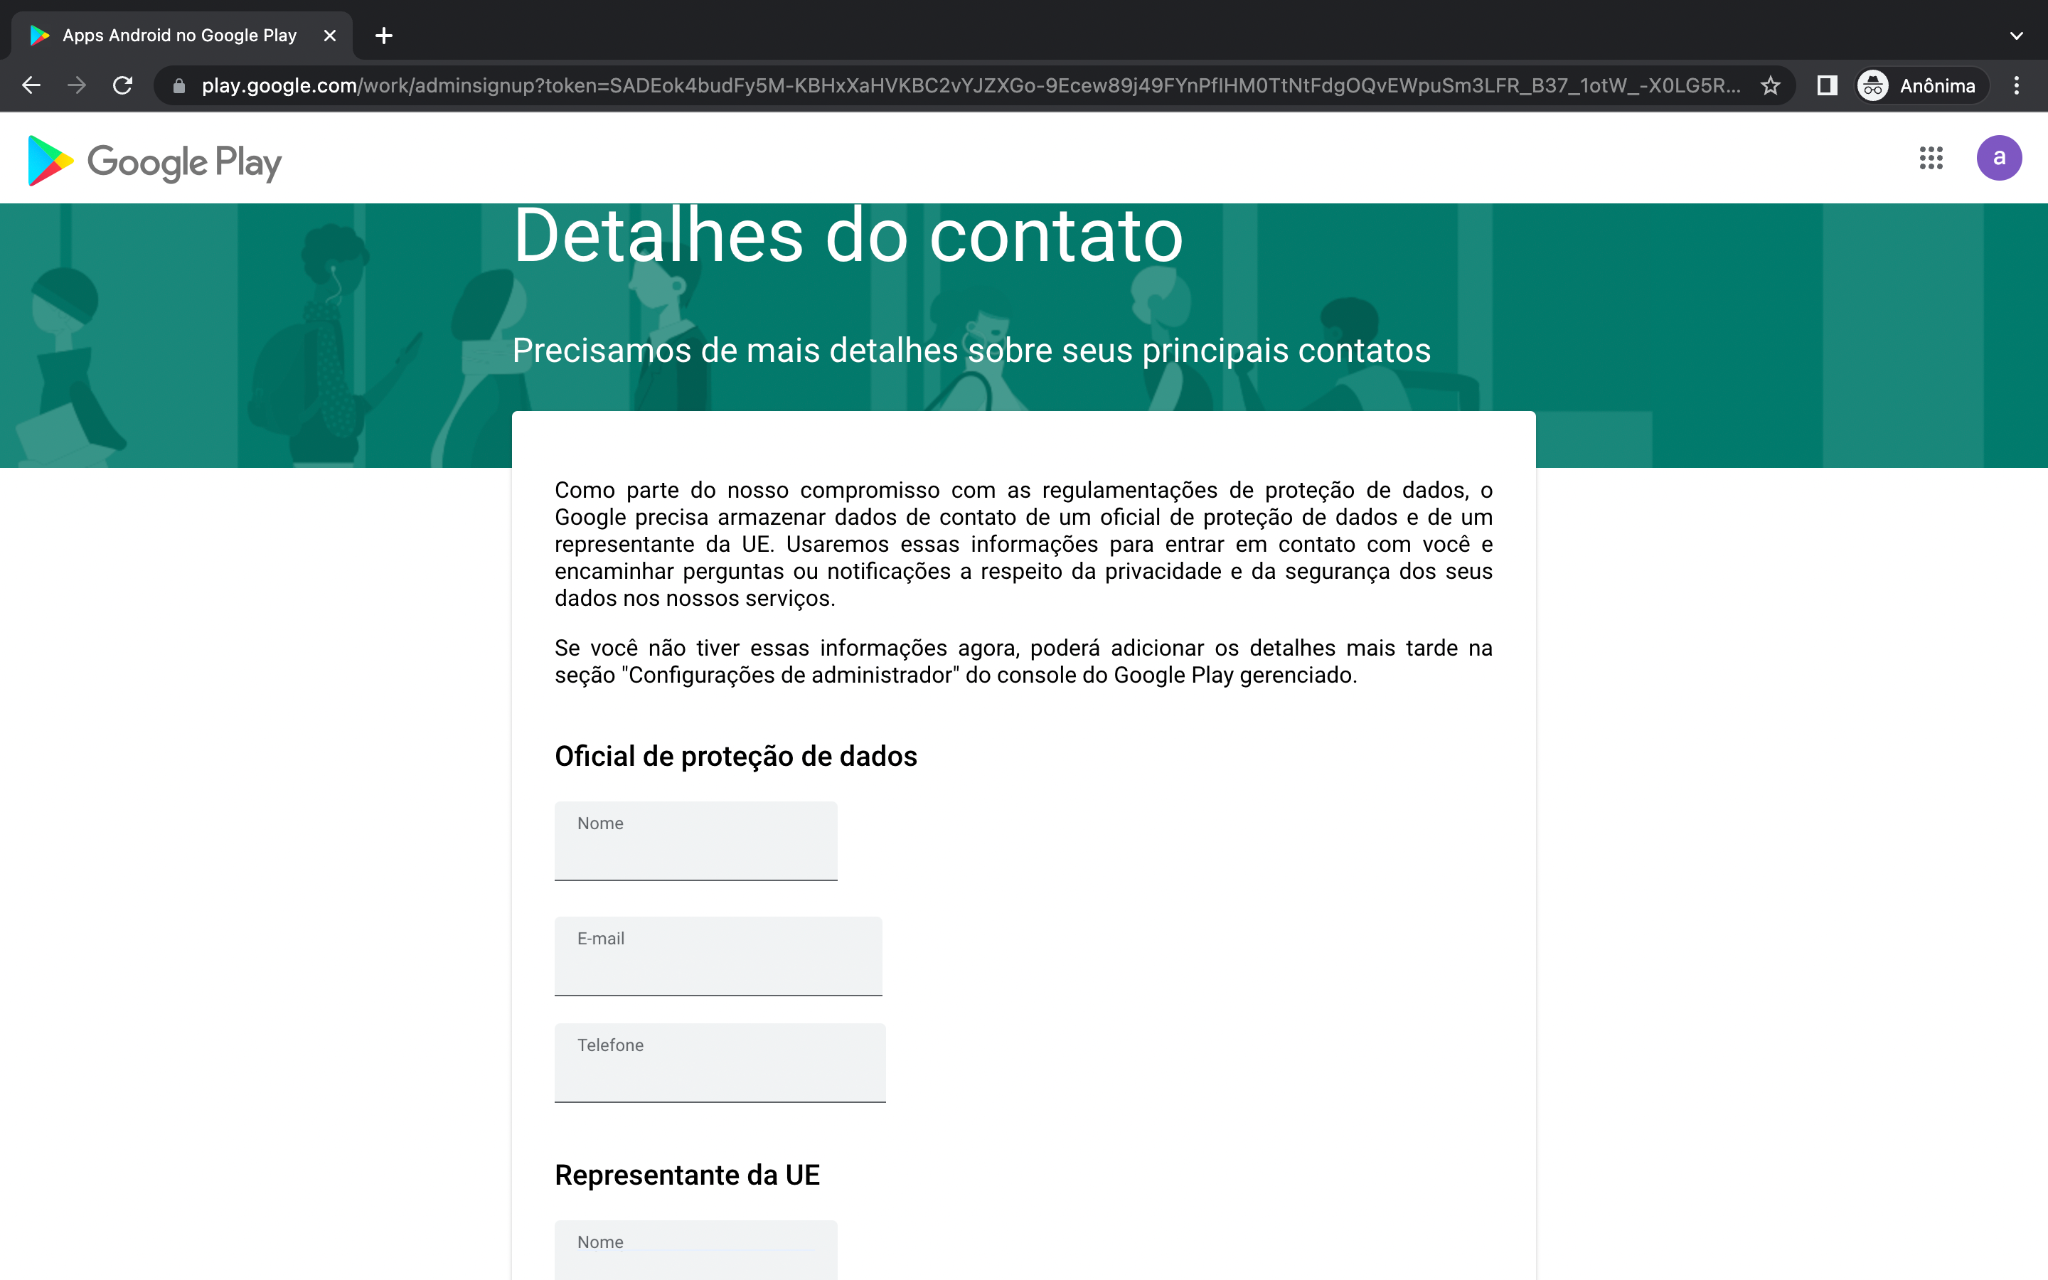 Apps Android no Google Play
play.google.com/work/adminsignup?token=SADEok4budFy5M-KBHxXaHVKBC2vYJZXGo-9Ecew89j49FYnPflHM0TtNtFdgOQvEWpuSm3LFR_B37_1otW_-X0LG5R...
Anônima
Google Play
a
Detalhes do contato
Precisamos de mais detalhes sobre seus principais contatos
Como parte do nosso compromisso com as regulamentações de proteção de dados, o
Google precisa armazenar dados de contato de um oficial de proteção de dados e de um
representante da UE. Usaremos essas informações para entrar em contato com você e
encaminhar perguntas ou notificações a respeito da privacidade e da segurança dos seus
dados nos nossos serviços.
Se você não tiver essas informações agora, poderá adicionar os detalhes mais tarde na
seção "Configurações de administrador" do console do Google Play gerenciado.
Oficial de proteção de dados
Nome
E-mail
Telefone
Representante da UE
Nome